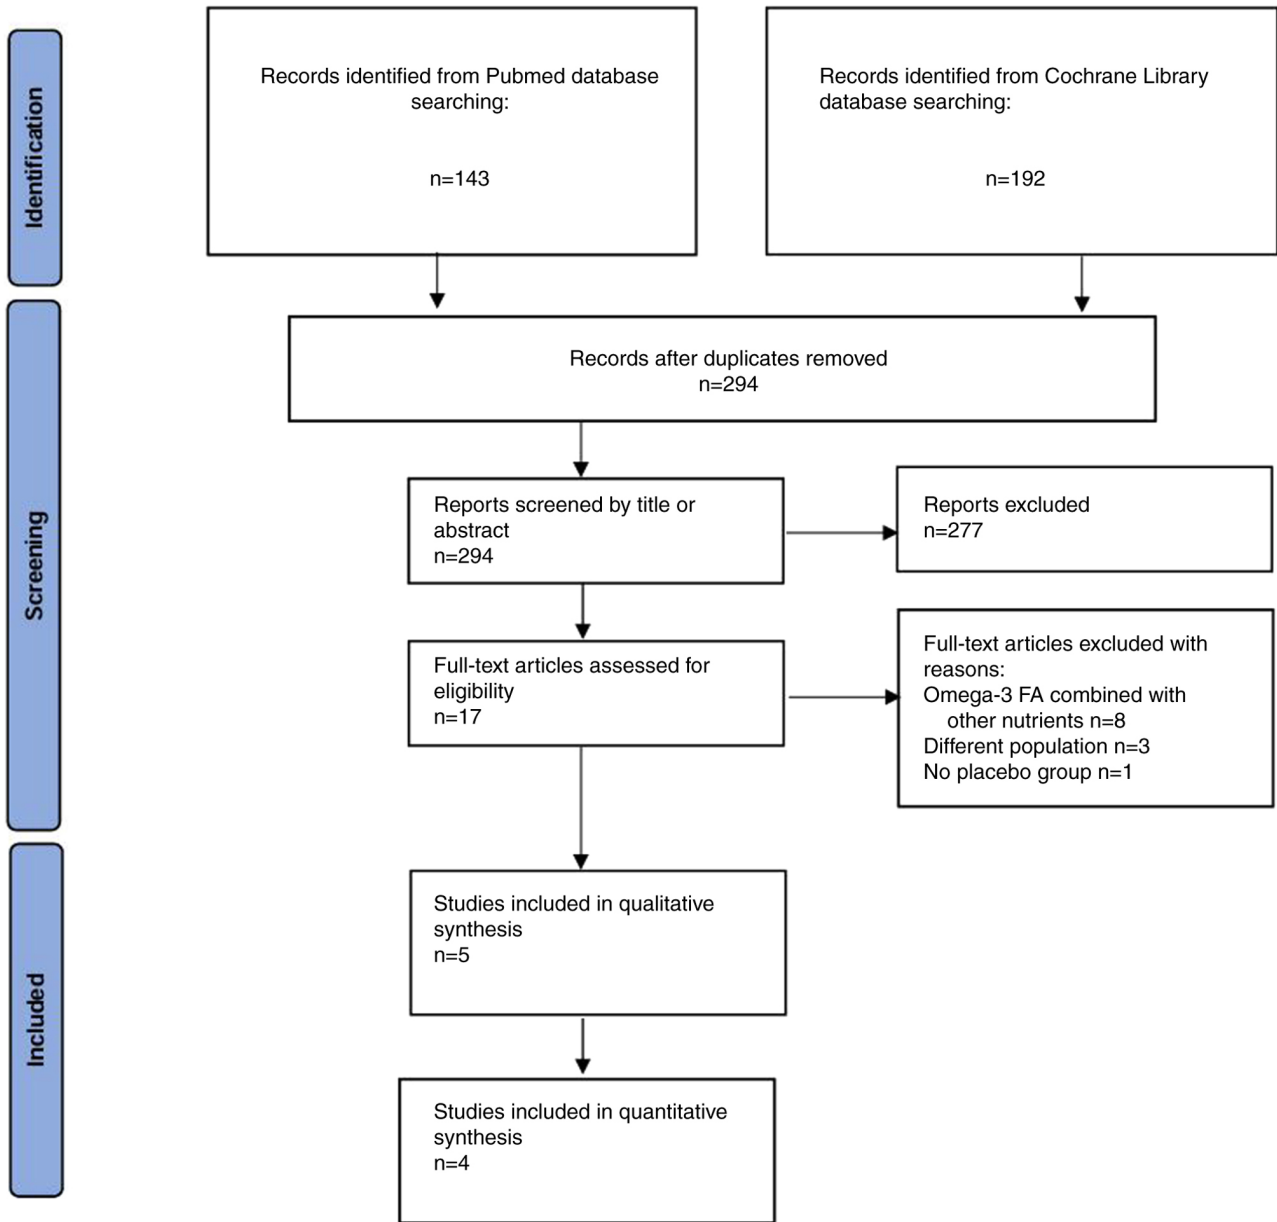 Identification
Records identified from Pubmed database
searching:
n=143
Records identified from Cochrane Library
database searching:
n=192
Screening
Records after duplicates removed
n=294
Reports screened by title or
abstract
n=294
Reports excluded
n=277
Full-text articles assessed for
eligibility
n=17
Full-text articles excluded with
reasons:
Omega-3 FA combined with
other nutrients n=8
Different population n=3
No placebo group n=1
Included
Studies included in qualitative
synthesis
n=5
Studies included in quantitative
synthesis
n=4